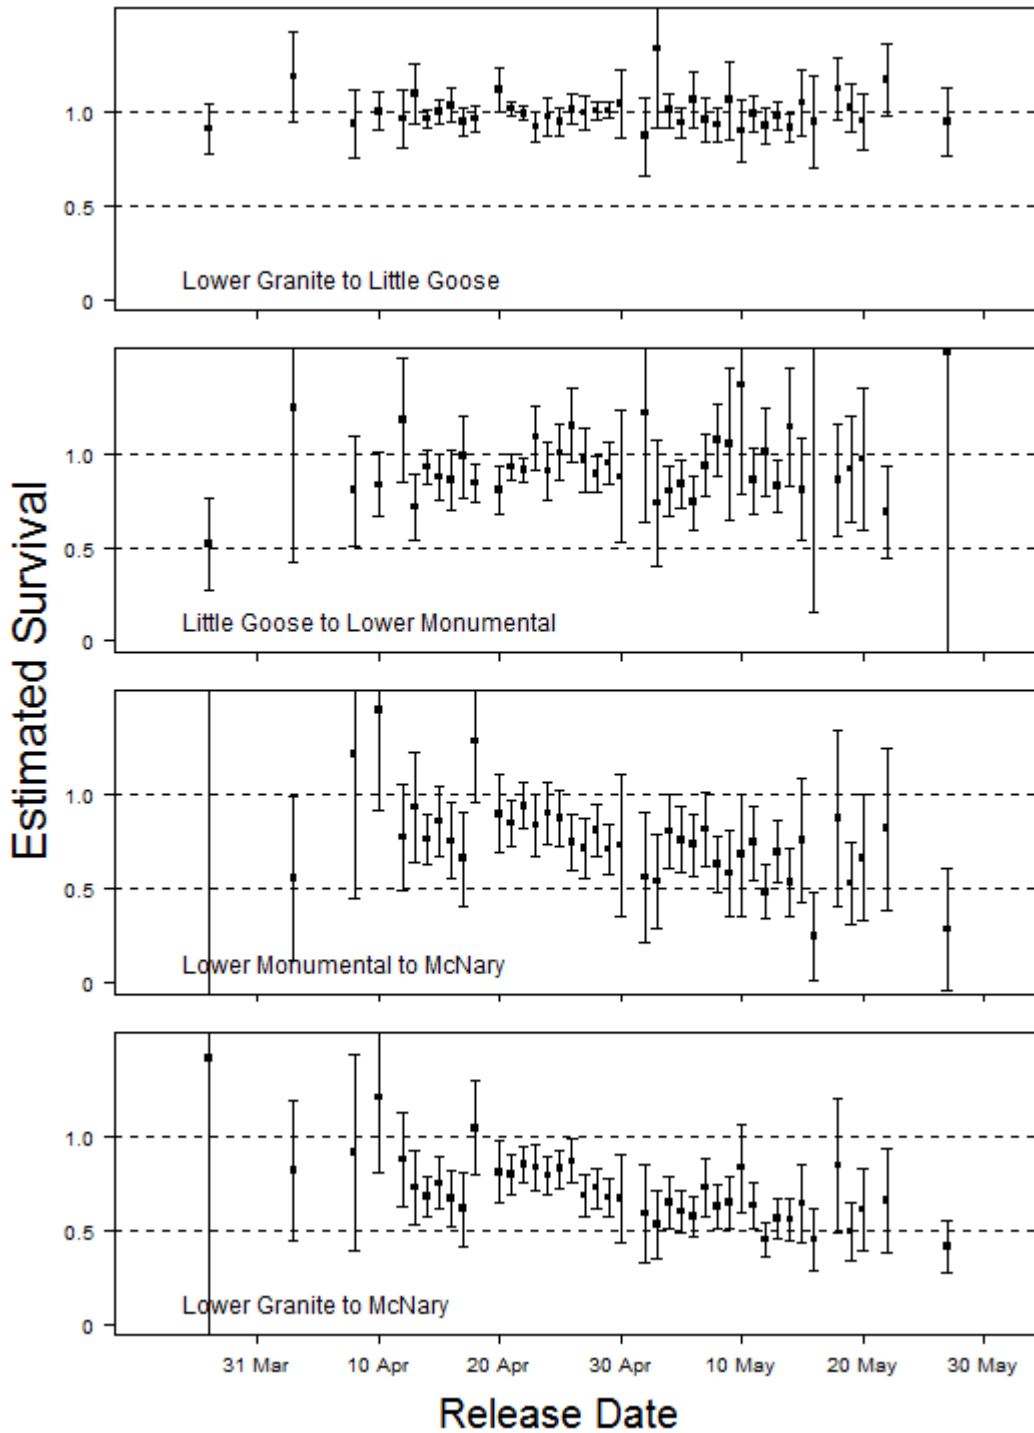 Estimated Survival
1.0
0.5
0
Lower Granite to Little Goose
1.0
0.5
0
Little Goose to Lower Monumental
1.0
0.5
0
Lower Monumental to McNary
1.0
0.5
0
Lower Granite to McNary
31 Mar 10 Apr 20 Apr 30 Apr 10 May 20 May 30 May
Release Date